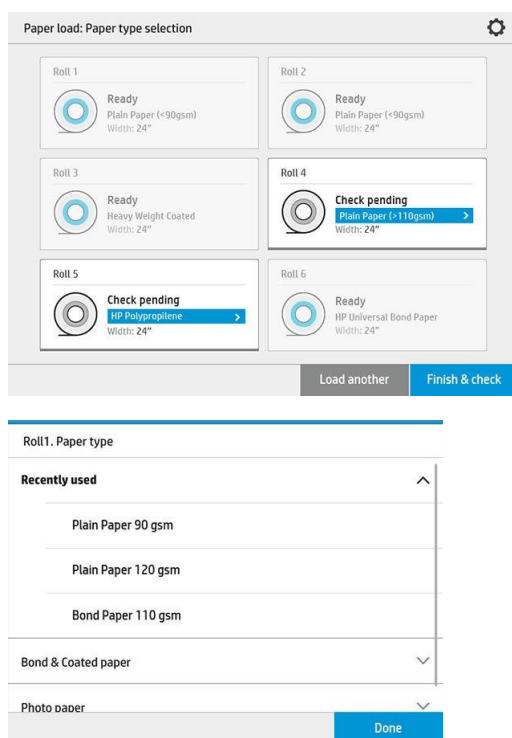 Paper load: Paper type selection
Roll 1
Ready
Plain Paper (<90gsm)
Width: 24"
Roll 2
Ready
Plain Paper (<90gsm)
Width: 24"
Roll 3
Ready
Heavy Weight Coated
Width: 24"
Roll 4
Check pending
Plain Paper (>110gsm)
Width: 24"
Roll 5
Check pending
HP Polypropilene
Width: 24"
Roll 6
Ready
HP Universal Bond Paper
Width: 24"
Load another
Finish & check
Roll1. Paper type
Recently used
Plain Paper 90 gsm
Plain Paper 120 gsm
Bond Paper 110 gsm
Bond & Coated paper
Photo paper
Done